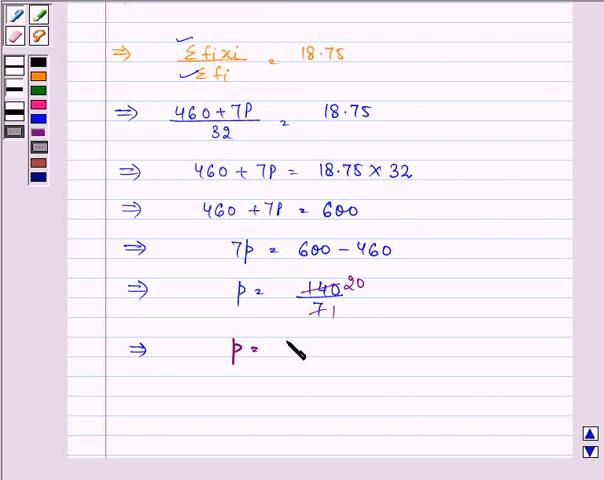 ⇒ Σfixi / Σfi = 18.75
⇒ 460+7P / 32 = 18.75
⇒ 460 + 7P = 18.75 × 32
⇒ 460 + 7P = 600
⇒ 7p = 600 - 460
⇒ p = 140 20 / 7 1
⇒ p =